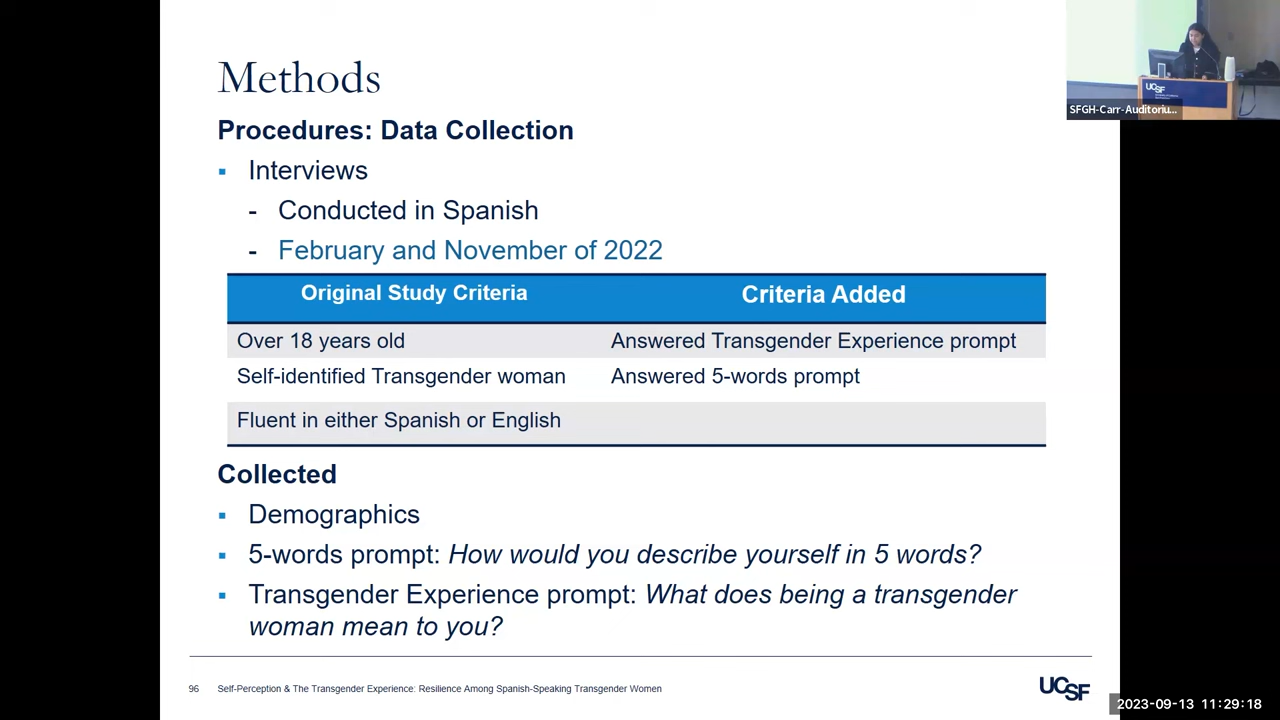 Methods
Procedures: Data Collection
▪ Interviews
- Conducted in Spanish
- February and November of 2022
Original Study Criteria Criteria Added
Over 18 years old Answered Transgender Experience prompt
Self-identified Transgender woman Answered 5-words prompt
Fluent in either Spanish or English
Collected
▪ Demographics
▪ 5-words prompt: How would you describe yourself in 5 words?
▪ Transgender Experience prompt: What does being a transgender
woman mean to you?
96 Self-Perception & The Transgender Experience: Resilience Among Spanish-Speaking Transgender Women
UCSF
UCSF
SFGH-Carr-Auditoriu...
2023-09-13 11:29:18